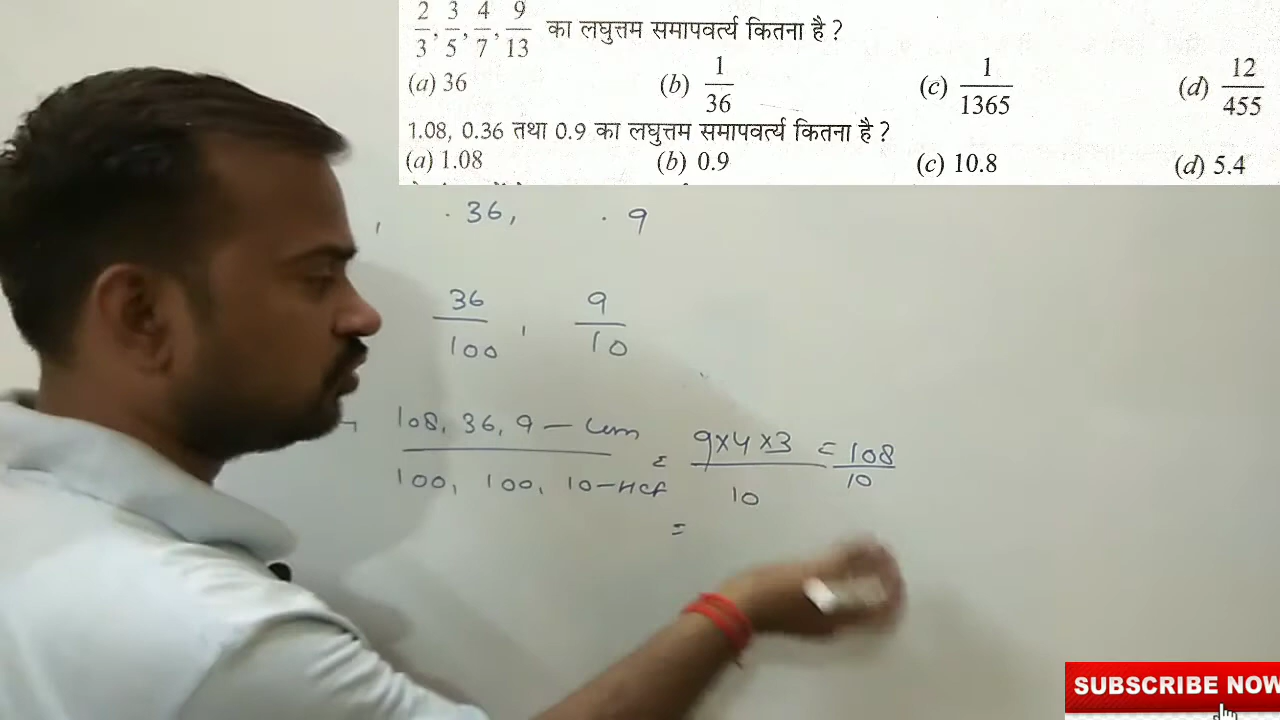 2/3, 3/5, 4/7, 9/13 का लघुत्तम समापवर्त्य कितना है ?
(a) 36 (b) 1/36 (c) 1/1365 (d) 12/455
1.08, 0.36 तथा 0.9 का लघुत्तम समापवर्त्य कितना है ?
(a) 1.08 (b) 0.9 (c) 10.8 (d) 5.4
, .36, .9
36/100, 9/10
108, 36, 9 - Lcm
100, 100, 10 - HCF
= 9×4×3/10 = 108/10
=
SUBSCRIBE NOW